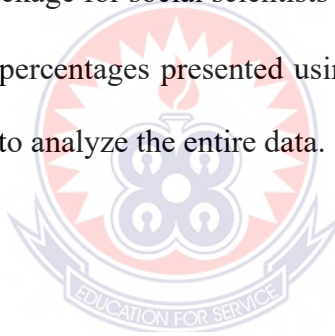 ckage for social scientists
percentages presented usin
to analyze the entire data.
EDUCATION FOR SERVICE